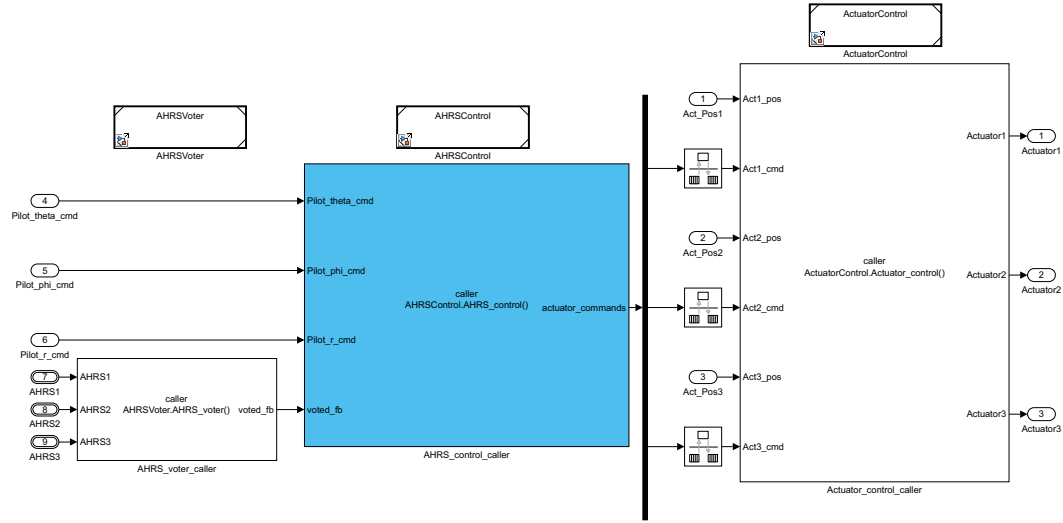 ActuatorControl
ActuatorControl
AHRSVoter
AHRSVoter
AHRSControl
AHRSControl
4
Pilot_theta_cmd
5
Pilot_phi_cmd
6
Pilot_r_cmd
7
AHRS1
8
AHRS2
9
AHRS3
AHRS1
AHRS2
AHRS3
caller
AHRSVoter.AHRS_voter()
voted_fb
AHRS_voter_caller
Pilot_theta_cmd
Pilot_phi_cmd
Pilot_r_cmd
voted_fb
caller
AHRSControl.AHRS_control()
actuator_commands
AHRS_control_caller
1
Act_Pos1
2
Act_Pos2
3
Act_Pos3
Act1_pos
Act1_cmd
Act2_pos
Act2_cmd
Act3_pos
Act3_cmd
caller
ActuatorControl.Actuator_control()
Actuator1
Actuator2
Actuator3
Actuator_control_caller
1
Actuator1
2
Actuator2
3
Actuator3